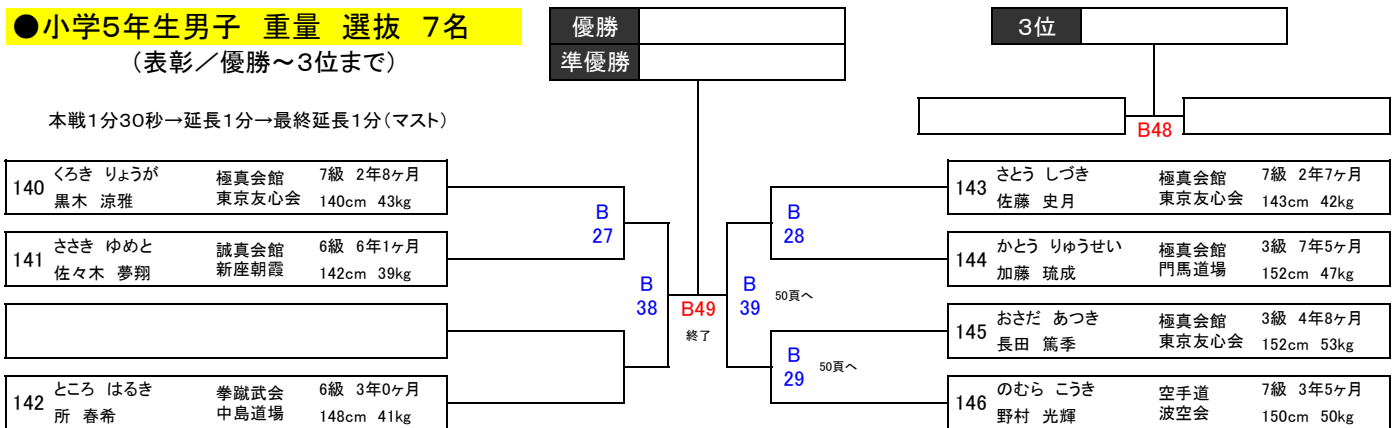 ●小学5年生男子 重量 選抜 7名
(表彰/優勝~3位まで)
本戦1分30秒→延長1分→最終延長1分(マスト)
優勝
準優勝
3位
B48
140 くろき りょうが 極真会館 7級 2年8ヶ月
黒木 涼雅 東京友心会 140cm 43kg
141 ささき ゆめと 誠真会館 6級 6年1ヶ月
佐々木 夢翔 新座朝霞 142cm 39kg
142 ところ はるき 拳蹴武会 6級 3年0ヶ月
所 春希 中島道場 148cm 41kg
B
27
B
38
B49
終了
B
39
50頁へ
B
28
B
29
50頁へ
143 さとう しづき 極真会館 7級 2年7ヶ月
佐藤 史月 東京友心会 143cm 42kg
144 かとう りゅうせい 極真会館 3級 7年5ヶ月
加藤 琉成 門馬道場 152cm 47kg
145 おさだ あつき 極真会館 3級 4年8ヶ月
長田 篤季 東京友心会 152cm 53kg
146 のむら こうき 空手道 7級 3年5ヶ月
野村 光輝 波空会 150cm 50kg